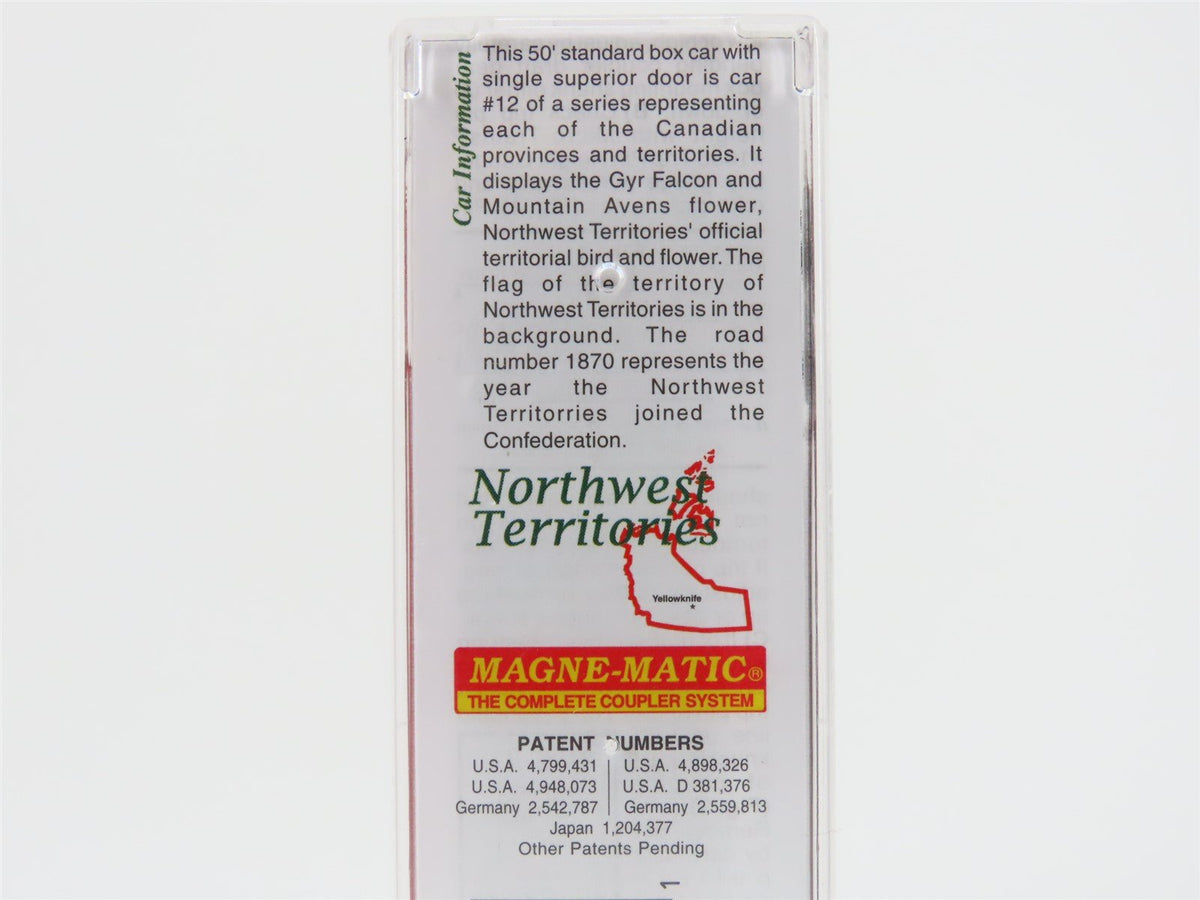 Car Information
This 50' standard box car with
single superior door is car
#12 of a series representing
each of the Canadian
provinces and territories. It
displays the Gyr Falcon and
Mountain Avens flower,
Northwest Territories' official
territorial bird and flower. The
flag of the territory of
Northwest Territories is in the
background. The road
number 1870 represents the
year the Northwest
Territorries joined the
Confederation.
Northwest
Territories
Yellowknife
*
MAGNE-MATIC®
THE COMPLETE COUPLER SYSTEM
PATENT NUMBERS
U.S.A. 4,799,431 U.S.A. 4,898,326
U.S.A. 4,948,073 U.S.A. D 381,376
Germany 2,542,787 Germany 2,559,813
Japan 1,204,377
Other Patents Pending
1